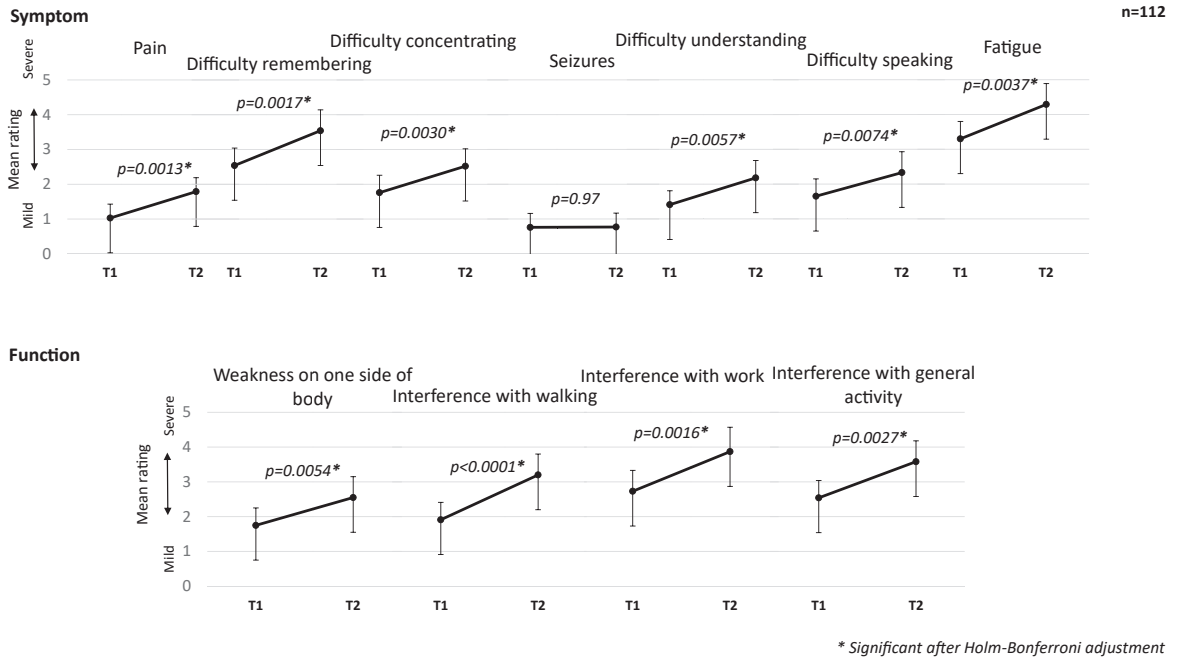 Symptom
n=112
Pain
Difficulty remembering
Difficulty concentrating
Seizures
Difficulty understanding
Difficulty speaking
Fatigue
Severe
Mean rating
Mild
5
4
3
2
1
0
p=0.0013*
p=0.0017*
p=0.0030*
p=0.97
p=0.0057*
p=0.0074*
p=0.0037*
T1 T2 T1 T2 T1 T2 T1 T2 T1 T2 T1 T2 T1 T2
Function
Weakness on one side of
body
Interference with walking
Interference with work
Interference with general
activity
Severe
Mean rating
Mild
5
4
3
2
1
0
p=0.0054*
p<0.0001*
p=0.0016*
p=0.0027*
T1 T2 T1 T2 T1 T2 T1 T2
* Significant after Holm-Bonferroni adjustment